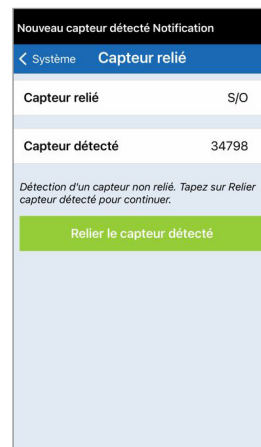 Nouveau capteur détecté Notification
Système Capteur relié
Capteur relié S/O
Capteur détecté 34798
Détection d'un capteur non relié. Tapez sur Relier
capteur détecté pour continuer.
Relier le capteur détecté